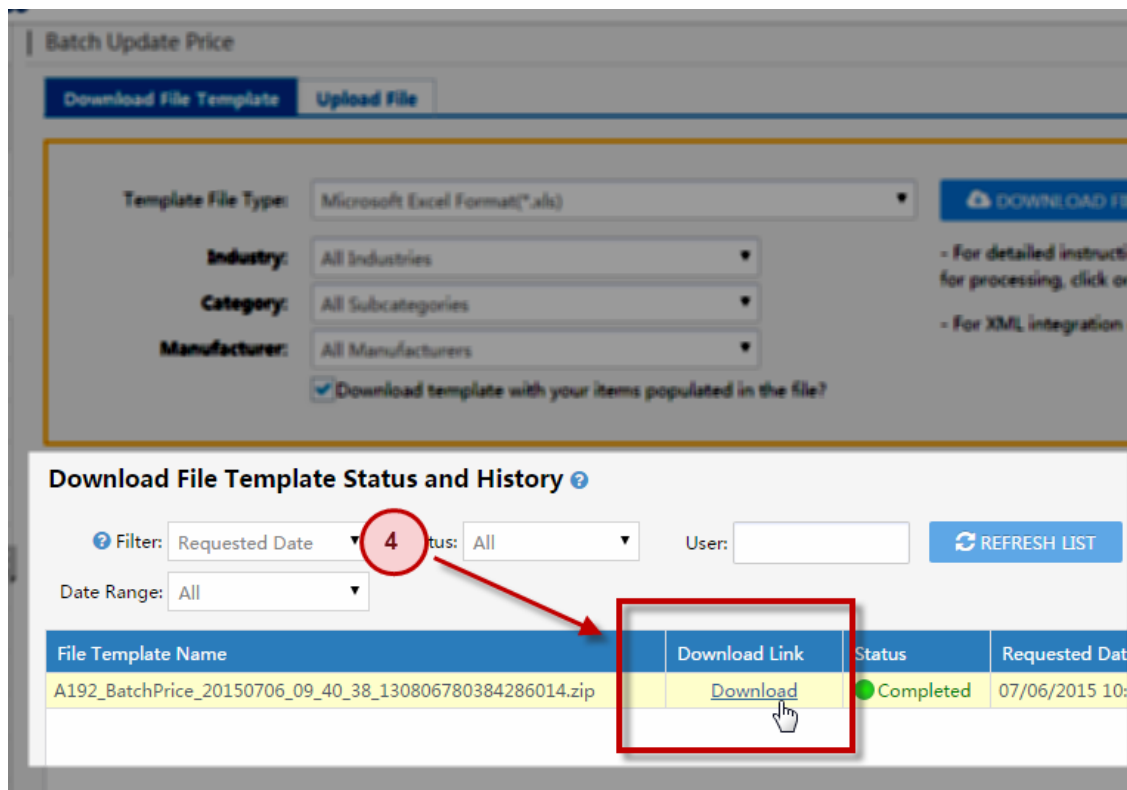 Batch Update Price
Download File Template Upload File
Template File Type: Microsoft Excel Format(*.xls) DOWNLOAD
Industry: All Industries - For detailed
Category: All Subcategories for processing, click
- For XML integration
Manufacturer: All Manufacturers
Download template with your items populated in the file?
Download File Template Status and History ?
? Filter: Requested Date 4 tus: All User: REFRESH LIST
Date Range: All
File Template Name Download Link Status Requested Dat
A192_BatchPrice_20150706_09_40_38_130806780384286014.zip Download Completed 07/06/2015 10: